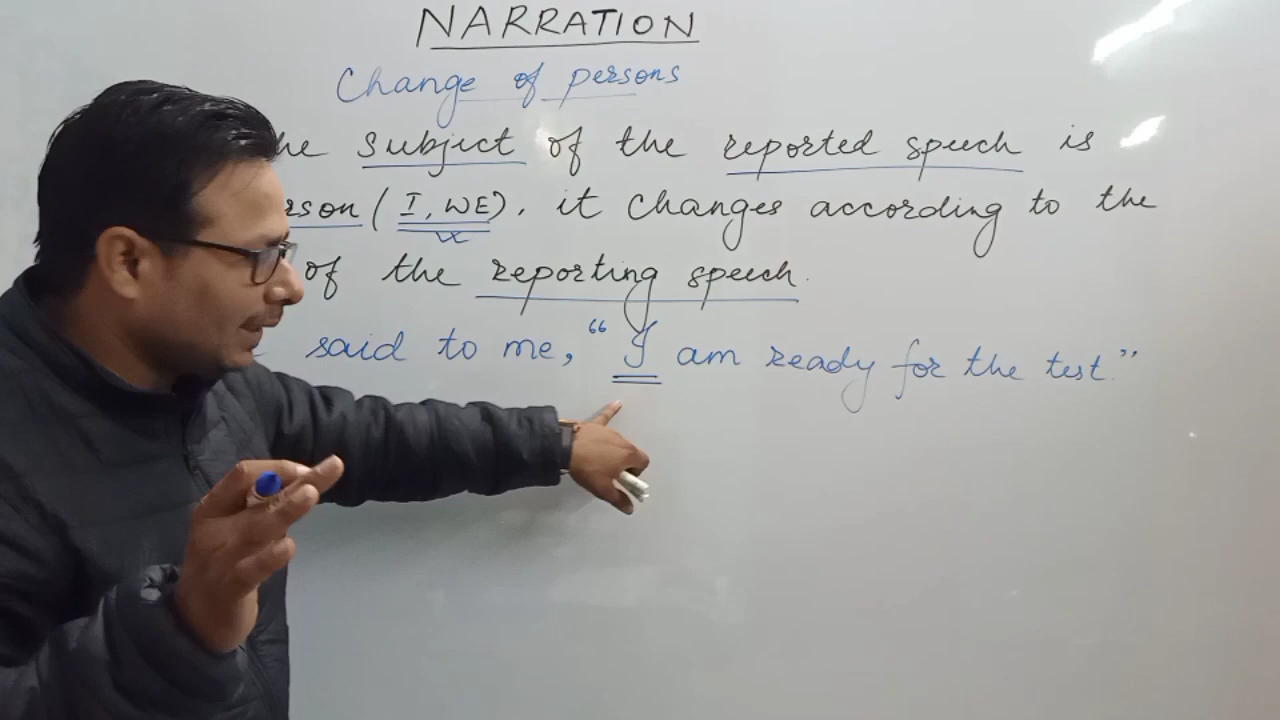 NARRATION
Change of persons
he subject of the reported speech is
erson (I, WE), it changes according to the
of the reporting speech.
said to me, “I am ready for the test.”